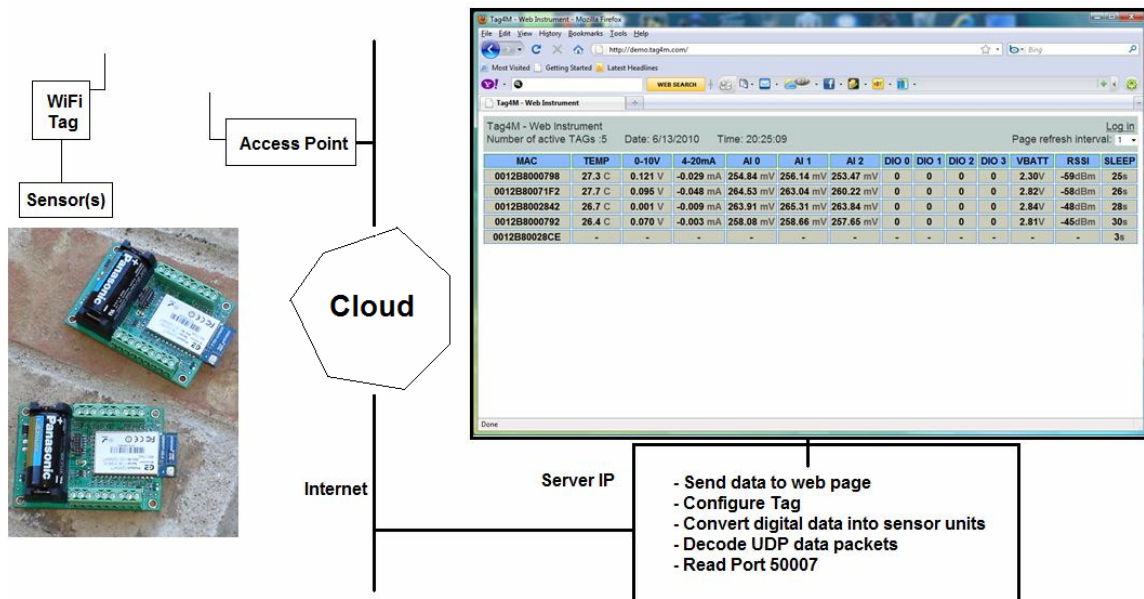 WiFi
Tag
Sensor(s)
Access Point
Panasonic
Panasonic
Cloud
Internet
Server IP
Tag4M - Web Instrument - Mozilla Firefox
File Edit View History Bookmarks Tools Help
http://demo.tag4m.com/
Bing
Most Visited Getting Started Latest Headlines
WEB SEARCH
Tag4M - Web Instrument
Tag4M - Web Instrument Log in
Number of active TAGs :5 Date: 6/13/2010 Time: 20:25:09 Page refresh interval: 1
MAC TEMP 0-10V 4-20mA AI 0 AI 1 AI 2 DIO 0 DIO 1 DIO 2 DIO 3 VBATT RSSI SLEEP
0012B8000798 27.3 C 0.121 V -0.029 mA 254.84 mV 256.14 mV 253.47 mV 0 0 0 0 2.30V -59dBm 25s
0012B80071F2 27.7 C 0.095 V -0.048 mA 264.53 mV 263.04 mV 260.22 mV 0 0 0 0 2.82V -58dBm 26s
0012B8002842 26.7 C 0.001 V -0.009 mA 263.91 mV 265.31 mV 263.84 mV 0 0 0 0 2.84V -48dBm 28s
0012B8000792 26.4 C 0.070 V -0.003 mA 258.08 mV 258.66 mV 257.65 mV 0 0 0 0 2.81V -45dBm 30s
0012B80028CE - - - - - - - - - - - - 3s
Done
- Send data to web page
- Configure Tag
- Convert digital data into sensor units
- Decode UDP data packets
- Read Port 50007